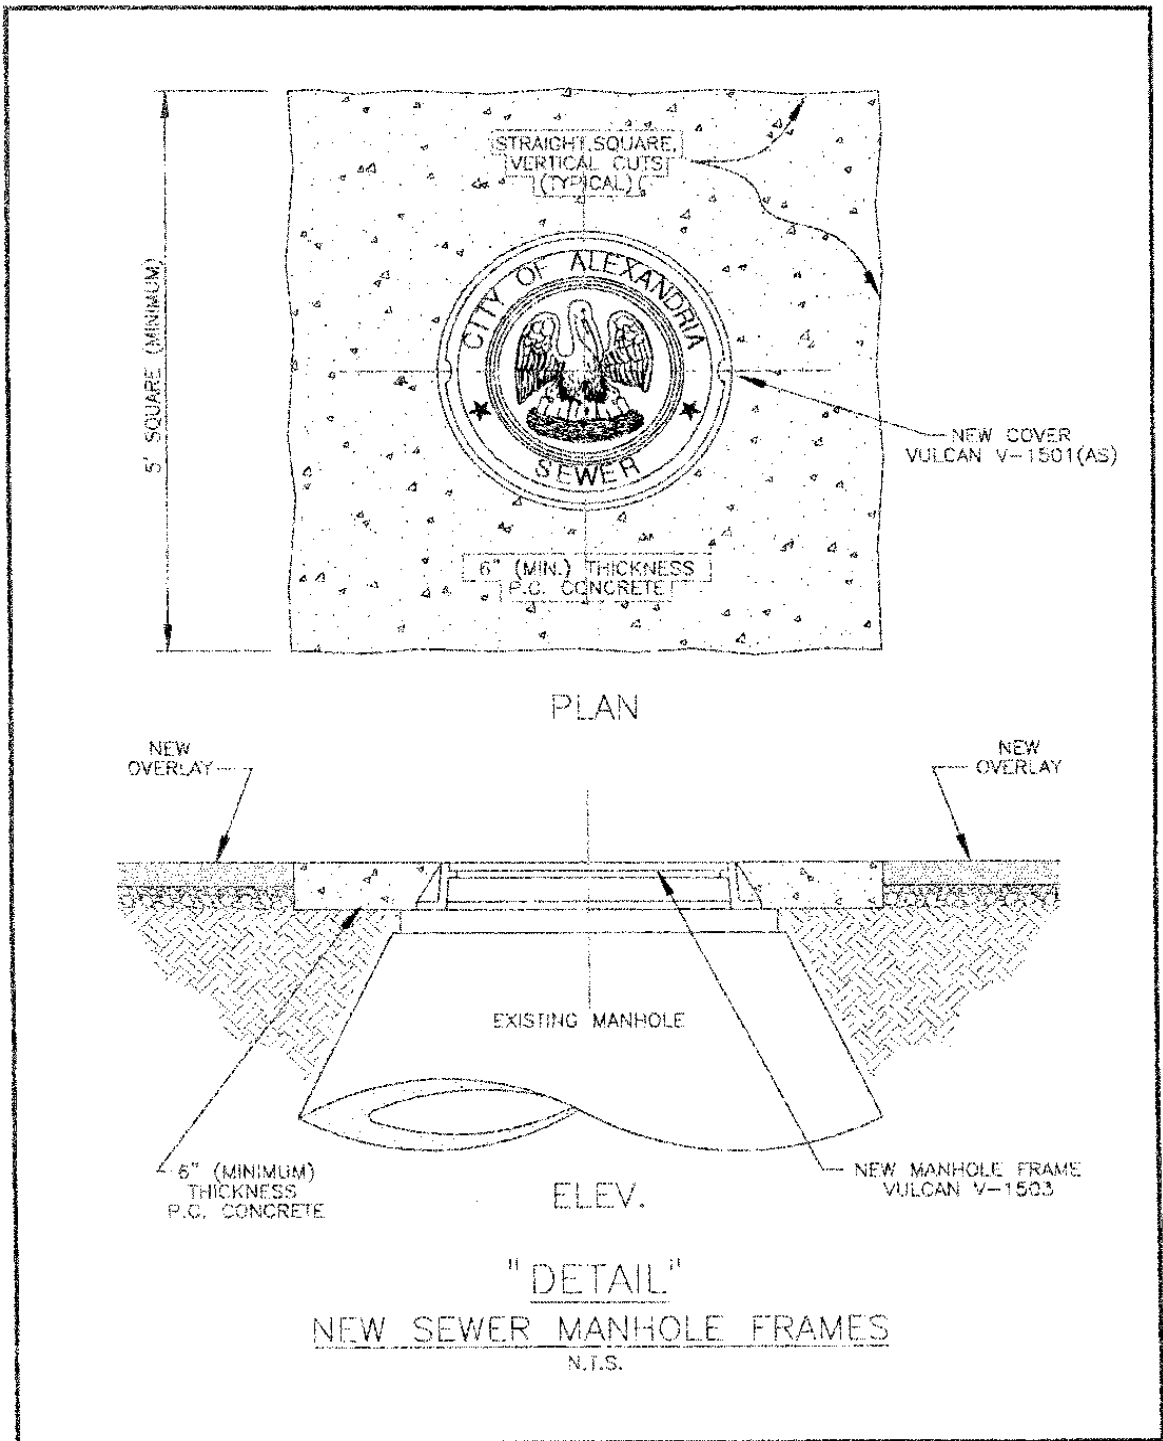 STRAIGHT, SQUARE,
VERTICAL CUTS
(TYPICAL)
5' SQUARE (MINIMUM)
CITY OF ALEXANDRIA
SEWER
NEW COVER
VULCAN V-1501(AS)
6" (MIN.) THICKNESS
P.C. CONCRETE
PLAN
NEW
OVERLAY
NEW
OVERLAY
EXISTING MANHOLE
6" (MINIMUM)
THICKNESS
P.C. CONCRETE
NEW MANHOLE FRAME
VULCAN V-1503
ELEV.
"DETAIL"
NEW SEWER MANHOLE FRAMES
N.T.S.